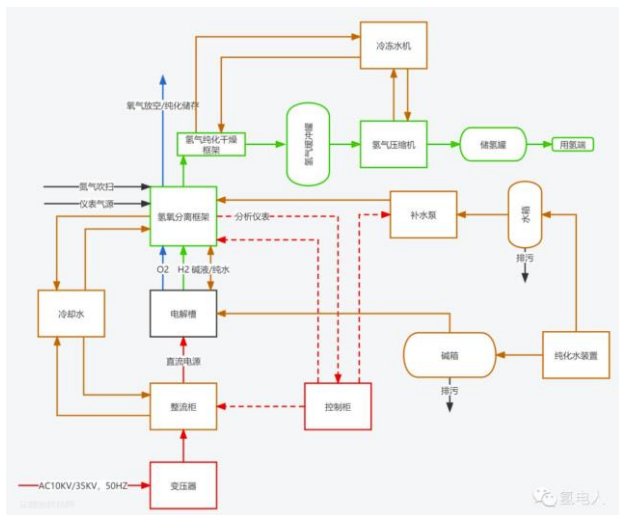 冷冻水机
氧气放空/纯化储存
氢气纯化干燥
框架
氢气缓冲罐
氢气压缩机
储氢罐
用氢端
氮气吹扫
仪表气源
氢氧分离框架
分析仪表
补水泵
水箱
排污
O2
H2
碱液/纯水
冷却水
电解槽
碱箱
纯化水装置
直流电源
排污
整流柜
控制柜
AC10KV/35KV，50HZ
变压器
氢电人